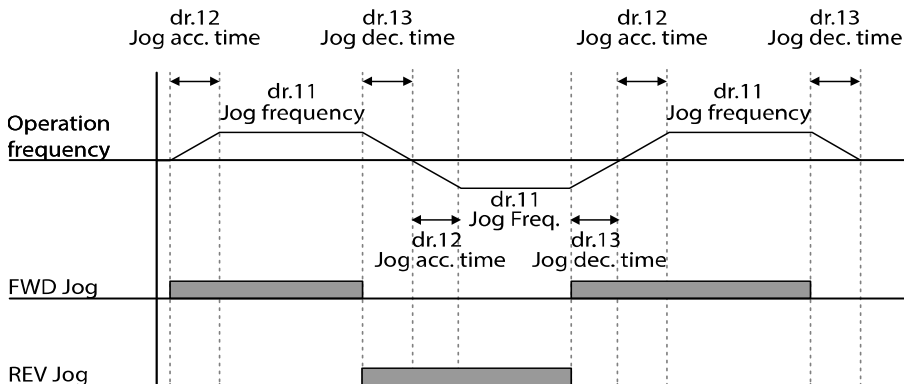 dr.12
Jog acc. time
dr.13
Jog dec. time
dr.12
Jog acc. time
dr.13
Jog dec. time
dr.11
Jog frequency
dr.11
Jog frequency
Operation
frequency
dr.11
Jog Freq.
dr.12
Jog acc. time
dr.13
Jog dec. time
FWD Jog
REV Jog